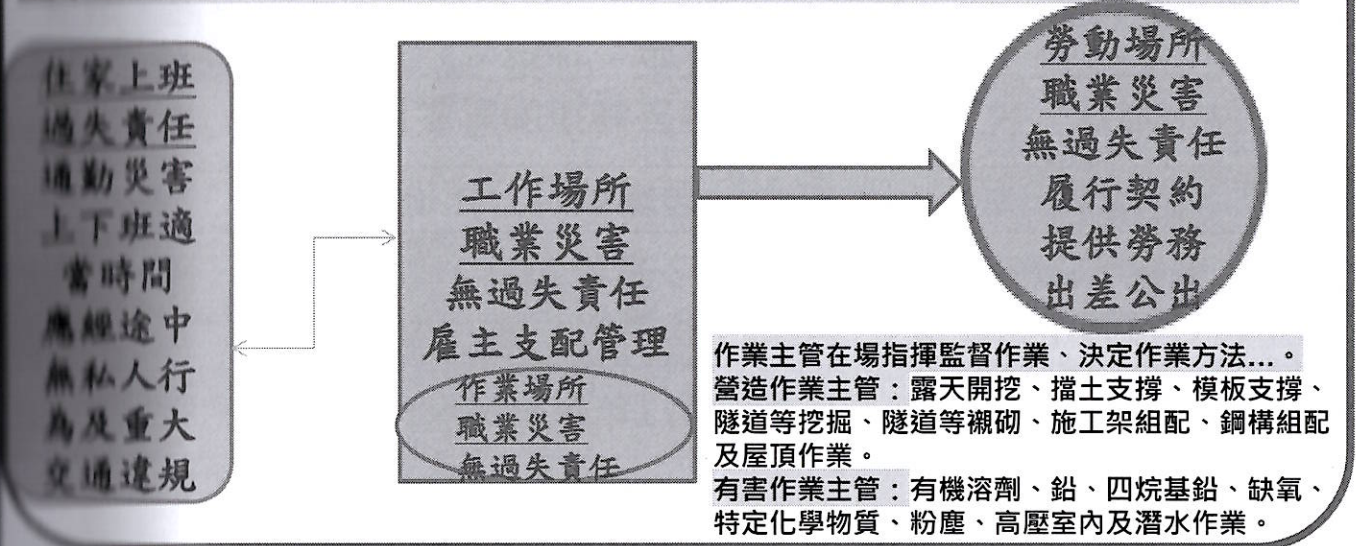 住家上班
過失責任
通勤災害
上下班適
當時間
應經途中
無私人行
為及重大
交通違規
工作場所
職業災害
無過失責任
雇主支配管理
作業場所
職業災害
無過失責任
勞動場所
職業災害
無過失責任
履行契約
提供勞務
出差公出
作業主管在場指揮監督作業、決定作業方法...。
營造作業主管：露天開挖、擋土支撐、模板支撐、
隧道等挖掘、隧道等襯砌、施工架組配、鋼構組配
及屋頂作業。
有害作業主管：有機溶劑、鉛、四烷基鉛、缺氧、
特定化學物質、粉塵、高壓室內及潛水作業。